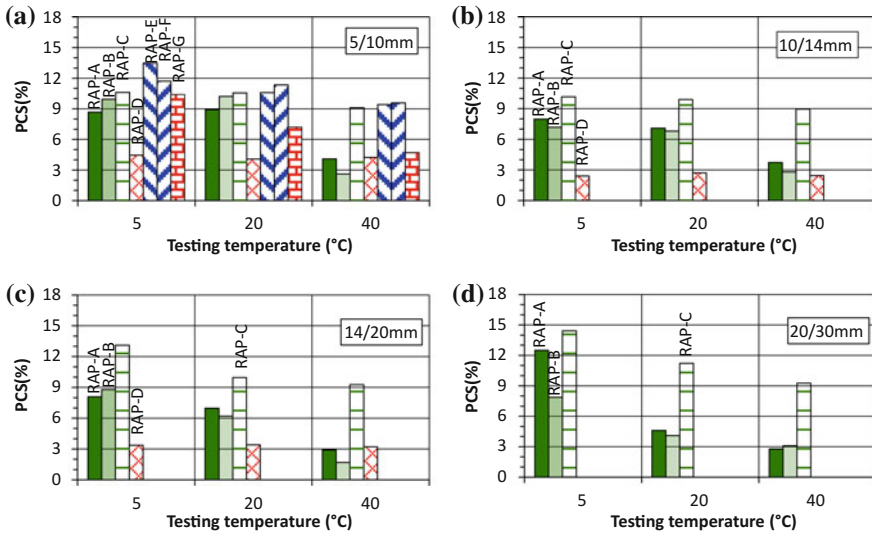 (a)
18
15
12
9
6
3
0
PCS(%)
5/10mm
RAP-A
RAP-B
RAP-C
RAP-D
RAP-E
RAP-F
RAP-G
5
20
40
Testing temperature (°C)
(b)
18
15
12
9
6
3
0
PCS(%)
10/14mm
RAP-A
RAP-B
RAP-C
RAP-D
5
20
40
Testing temperature (°C)
(c)
18
15
12
9
6
3
0
PCS(%)
14/20mm
RAP-A
RAP-B
RAP-D
RAP-C
5
20
40
Testing temperature (°C)
(d)
18
15
12
9
6
3
0
PCS(%)
20/30mm
RAP-A
RAP-B
RAP-C
5
20
40
Testing temperature (°C)